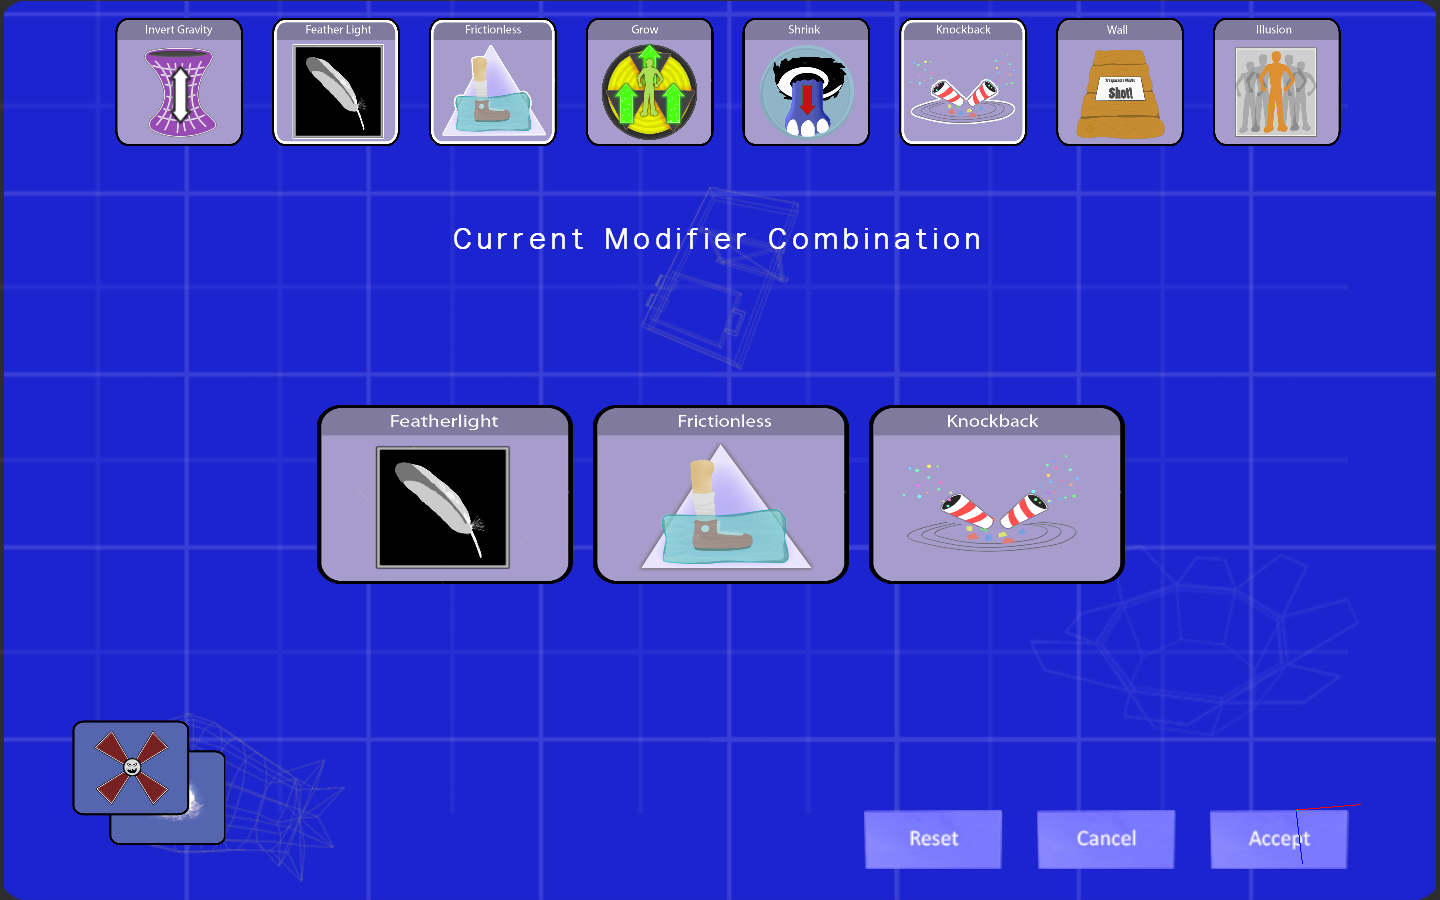 Invert Gravity
Feather Light
Frictionless
Grow
Shrink
Knockback
Wall
Illusion
Shot!
Current Modifier Combination
Featherlight
Frictionless
Knockback
Reset
Cancel
Accept